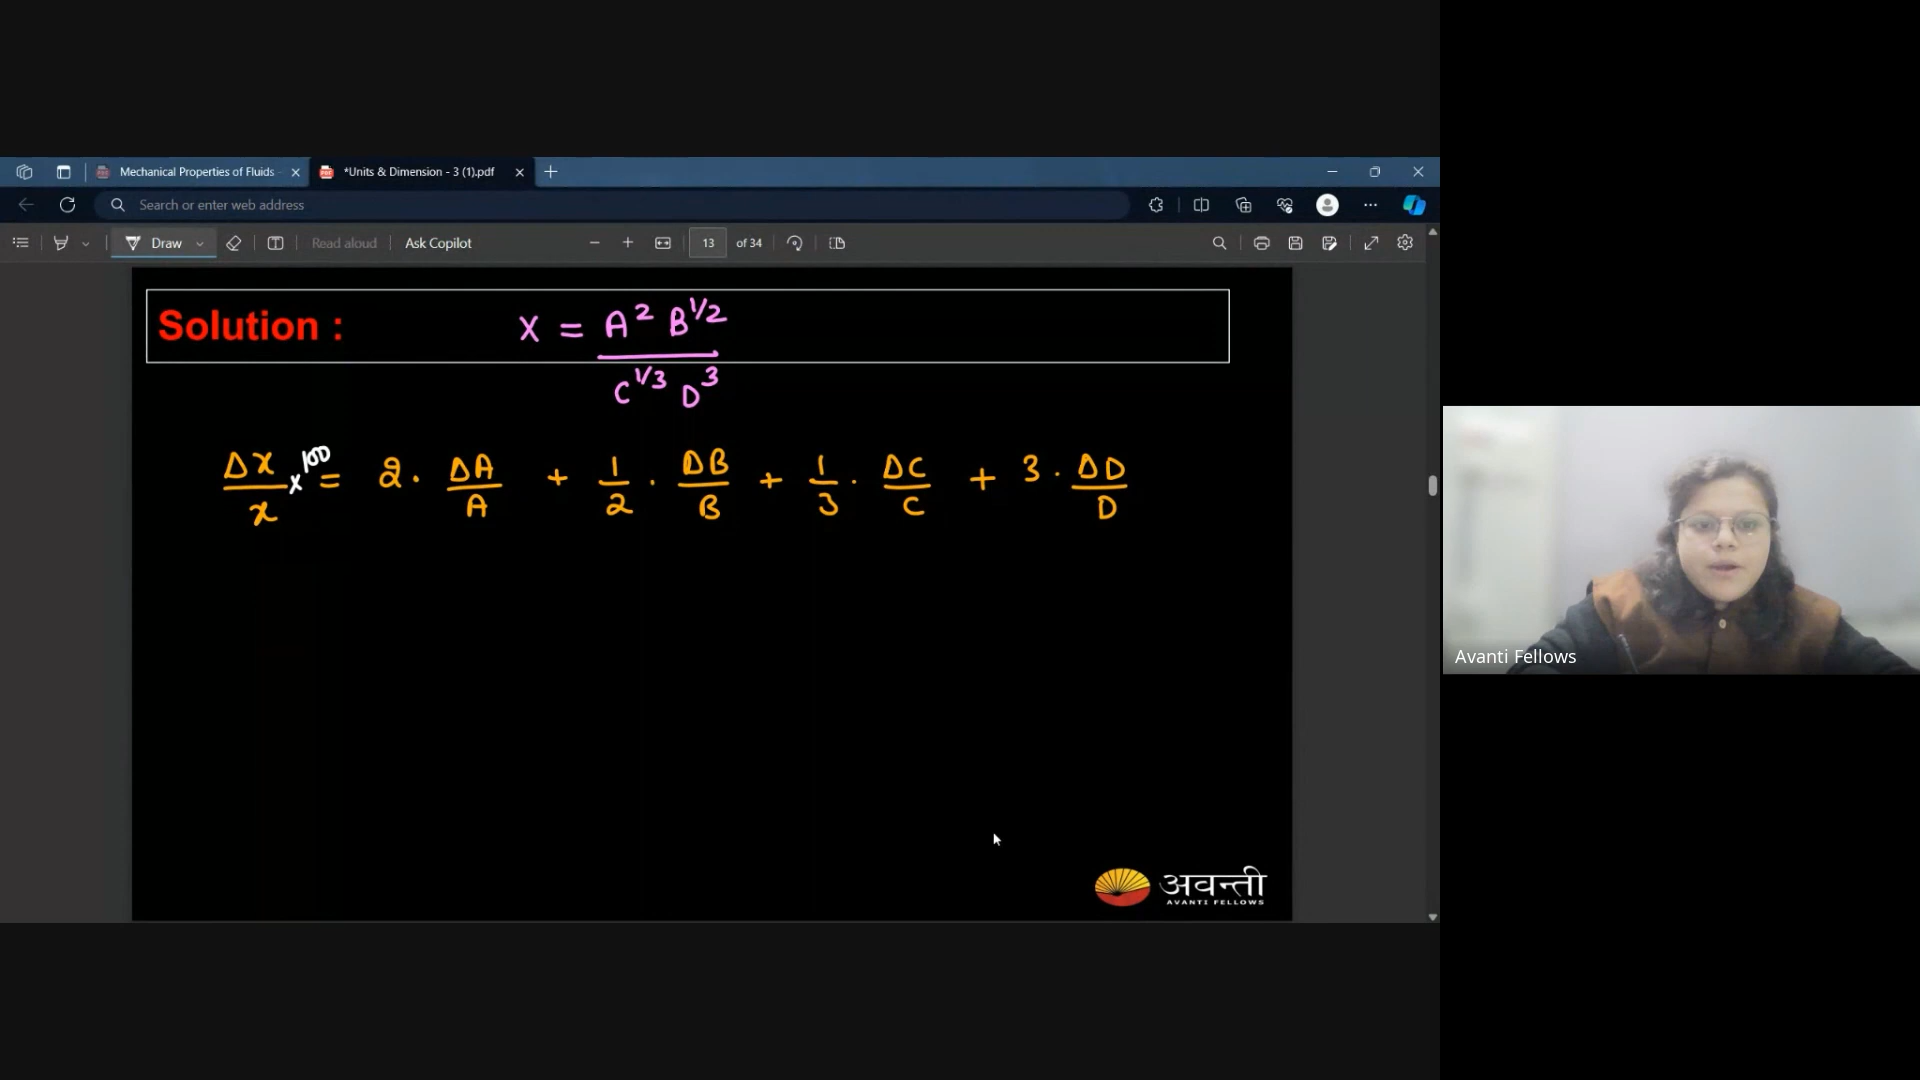 Mechanical Properties of Fluids -
*Units & Dimension - 3 (1).pdf
Search or enter web address
Draw
Read aloud
Ask Copilot
13 of 34
Solution :
X = A² B^1/2
C^1/3 D³
Δx/x ×100 = 2 · ΔA/A + 1/2 · ΔB/B + 1/3 · ΔC/C + 3 · ΔD/D
अवन्ती
AVANTI FELLOWS
Avanti Fellows